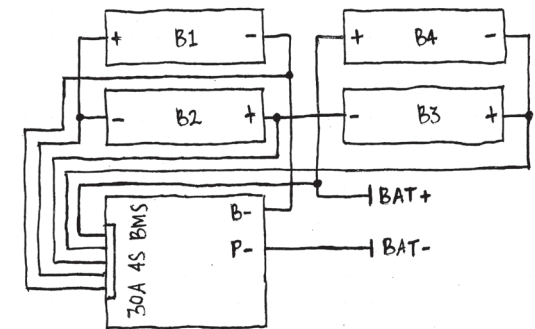 + B1 -
+ B4 -
- B2 +
- B3 +
30A 4S BMS
B-
P-
BAT+
BAT-